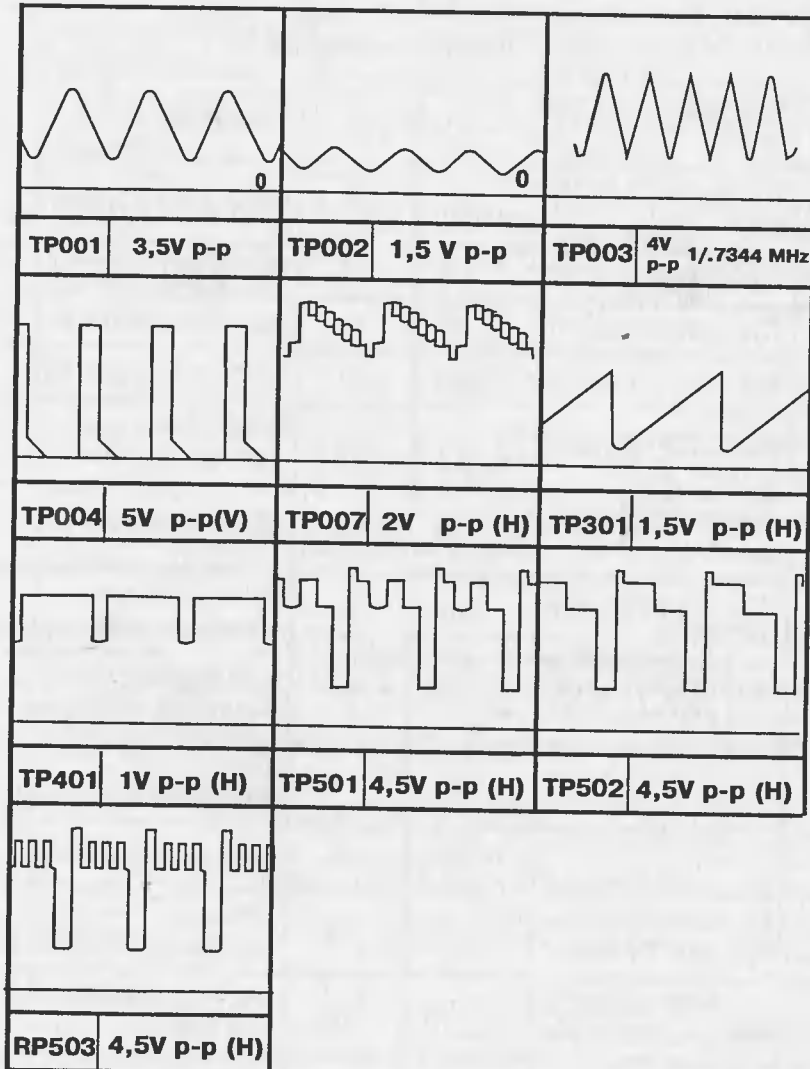 0
0
TP001 3,5V p-p
TP002 1,5 V p-p
TP003 4V p-p 1/.7344 MHz
TP004 5V p-p(V)
TP007 2V p-p (H)
TP301 1,5V p-p (H)
TP401 1V p-p (H)
TP501 4,5V p-p (H)
TP502 4,5V p-p (H)
RP503 4,5V p-p (H)